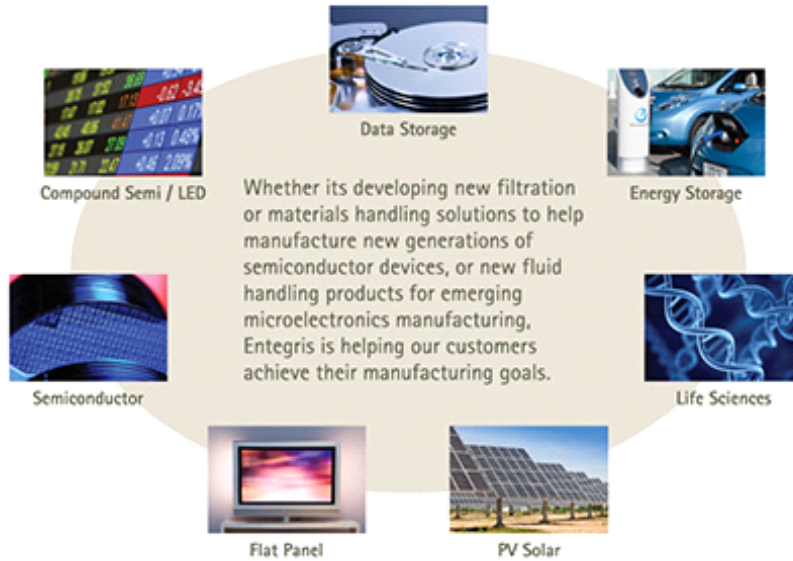 Data Storage
Compound Semi / LED
Energy Storage
Whether its developing new filtration
or materials handling solutions to help
manufacture new generations of
semiconductor devices, or new fluid
handling products for emerging
microelectronics manufacturing,
Entegris is helping our customers
achieve their manufacturing goals.
Semiconductor
Life Sciences
Flat Panel
PV Solar